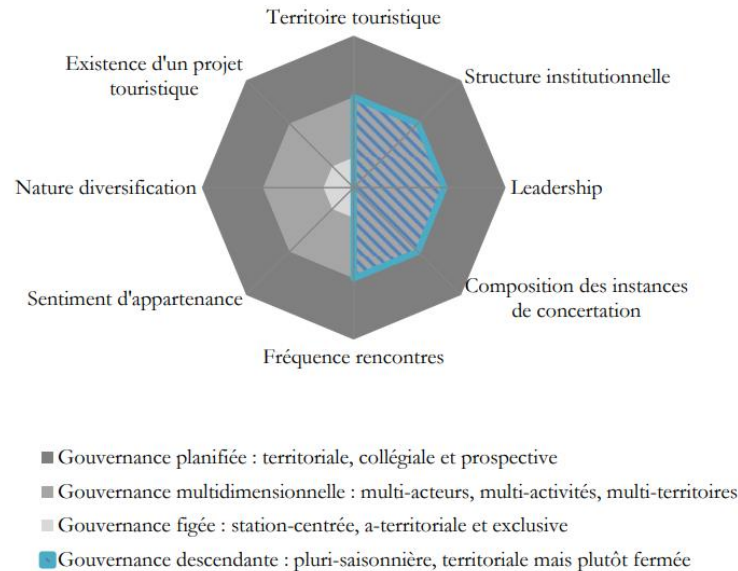 Territoire touristique
Existence d'un projet
touristique
Structure institutionnelle
Nature diversification
Leadership
Sentiment d'appartenance
Composition des instances
de concertation
Fréquence rencontres
Gouvernance planifiée : territoriale, collégiale et prospective
Gouvernance multidimensionnelle : multi-acteurs, multi-activités, multi-territoires
Gouvernance figée : station-centrée, a-territoriale et exclusive
Gouvernance descendante : pluri-saisonnière, territoriale mais plutôt fermée